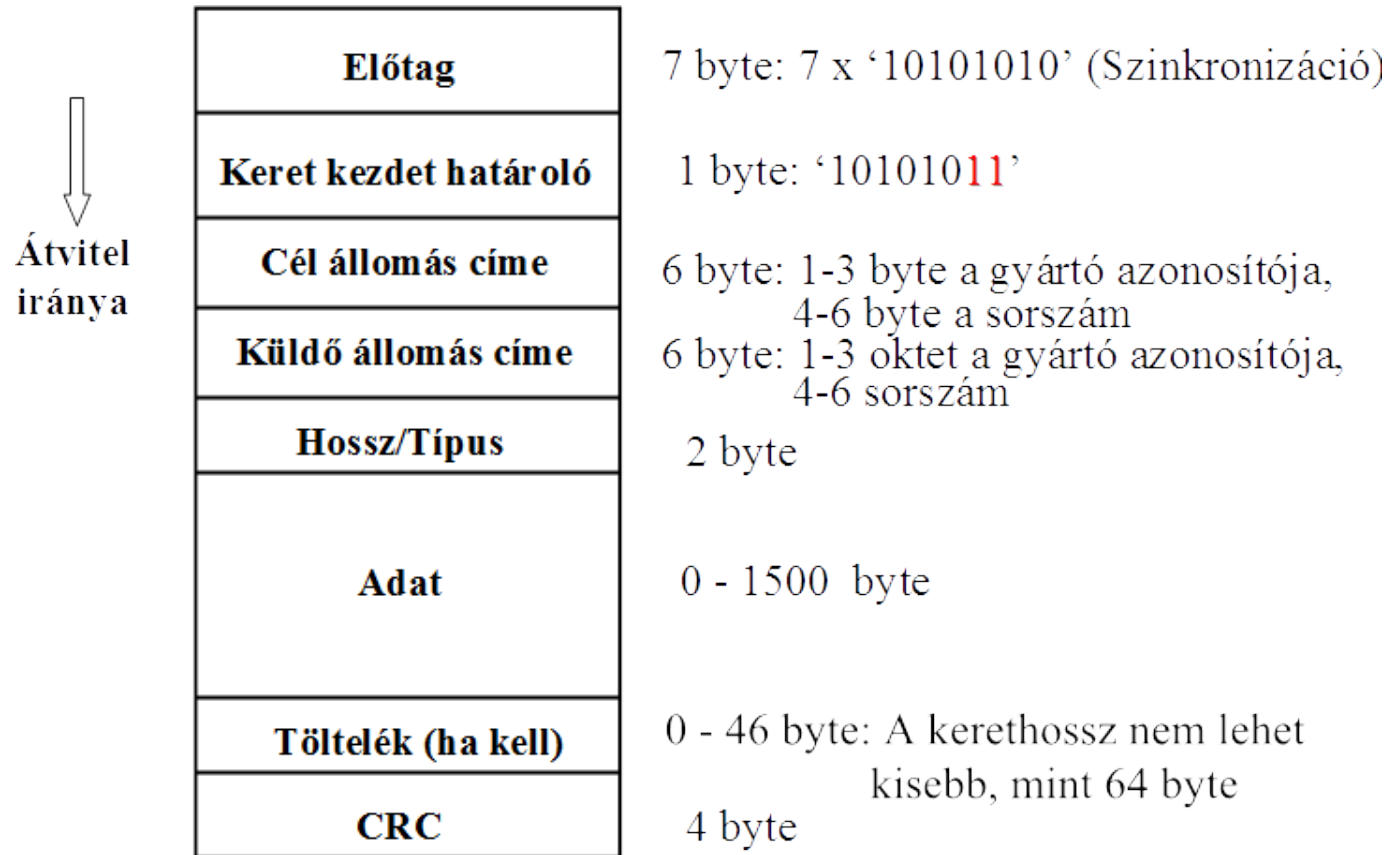 Előtag
7 byte: 7 x ‘10101010’ (Szinkronizáció)
Keret kezdet határoló
1 byte: ‘10101011’
Átvitel
iránya
Cél állomás címe
6 byte: 1-3 byte a gyártó azonosítója,
4-6 byte a sorszám
Küldő állomás címe
6 byte: 1-3 oktet a gyártó azonosítója,
4-6 sorszám
Hossz/Típus
2 byte
Adat
0 - 1500 byte
Töltelék (ha kell)
0 - 46 byte: A kerethossz nem lehet
kisebb, mint 64 byte
CRC
4 byte